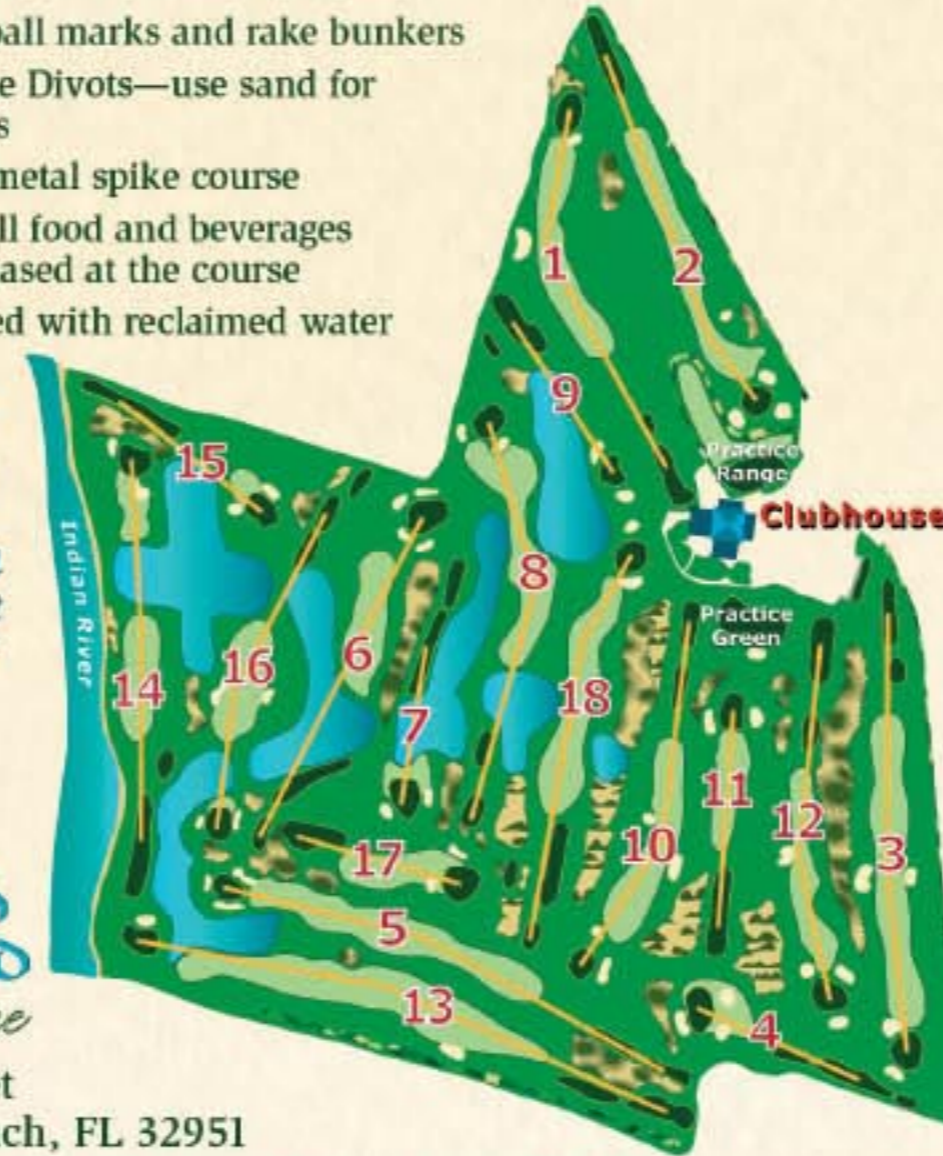 ball marks and rake bunkers
e Divots—use sand for
s
metal spike course
ll food and beverages
ased at the course
ed with reclaimed water
1
2
9
Practice
Range
Clubhouse
15
Indian River
8
Practice
Green
6
16
14
18
7
11
10
12
3
17
5
13
4
t
ch, FL 32951